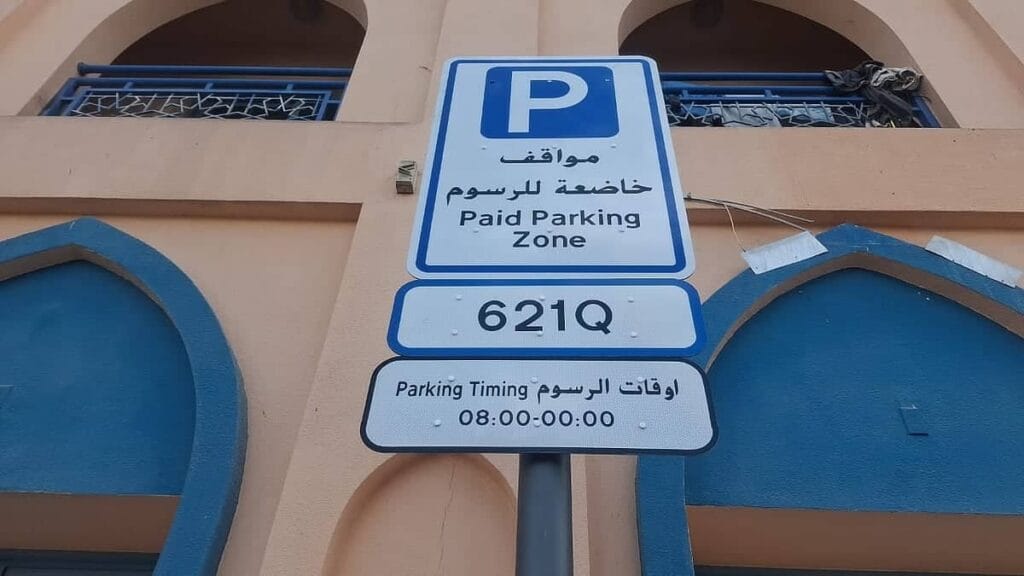 P
مواقف
خاضعة للرسوم
Paid Parking
Zone
621Q
Parking Timing اوقات الرسوم
08:00-00:00